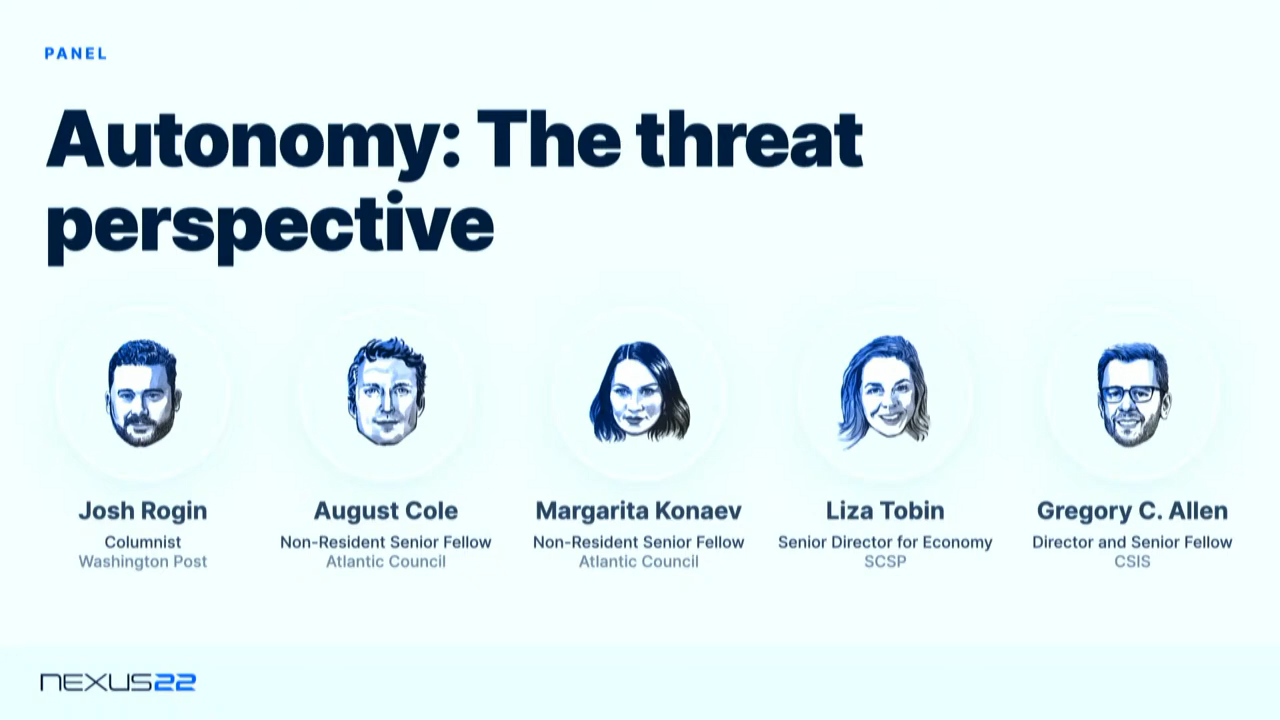 PANEL
Autonomy: The threat
perspective
Josh Rogin
Columnist
Washington Post
August Cole
Non-Resident Senior Fellow
Atlantic Council
Margarita Konaev
Non-Resident Senior Fellow
Atlantic Council
Liza Tobin
Senior Director for Economy
SCSP
Gregory C. Allen
Director and Senior Fellow
CSIS
NEXUS22